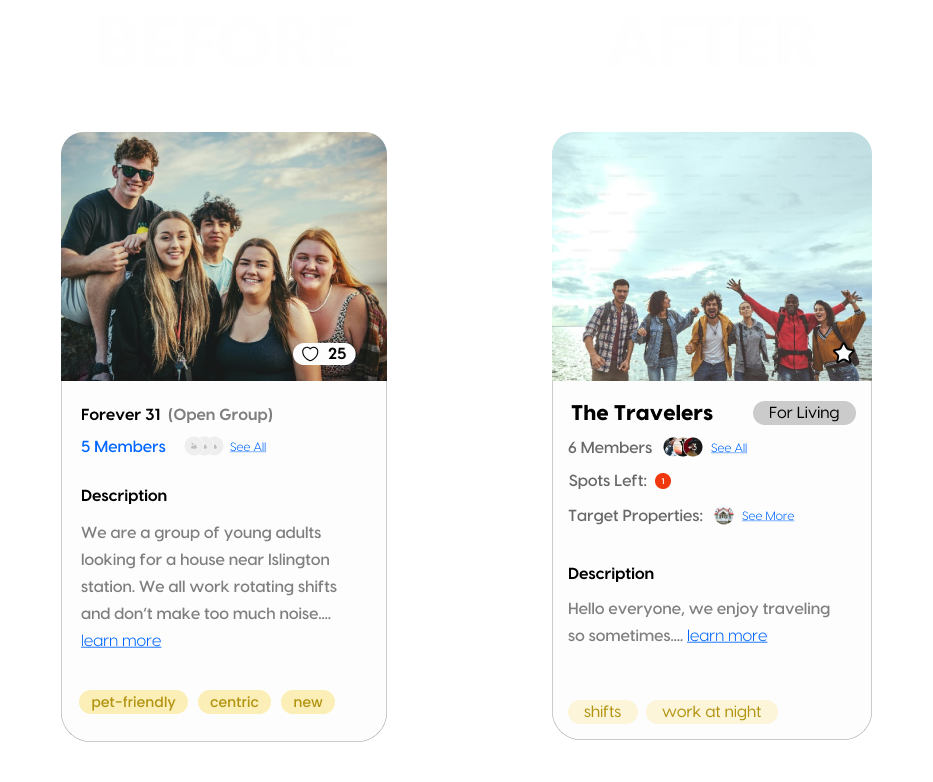 BEFORE
AFTER
25
Forever 31 (Open Group)
5 Members See All
Description
We are a group of young adults
looking for a house near Islington
station. We all work rotating shifts
and don't make too much noise....
learn more
pet-friendly centric new
The Travelers For Living
6 Members +3 See All
Spots Left: 1
Target Properties: See More
Description
Hello everyone, we enjoy traveling
so sometimes.... learn more
shifts work at night